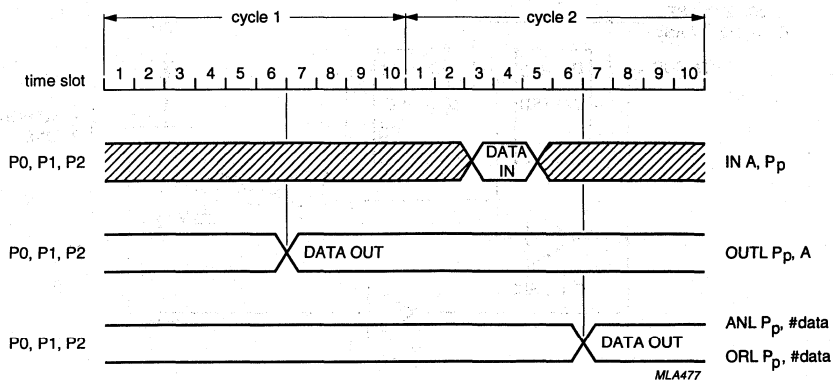 cycle 1 cycle 2
time slot 1 2 3 4 5 6 7 8 9 10 1 2 3 4 5 6 7 8 9 10
P0, P1, P2 DATA IN IN A, Pp
P0, P1, P2 DATA OUT OUTL Pp, A
ANL Pp, #data
P0, P1, P2 DATA OUT
ORL Pp, #data
MLA477